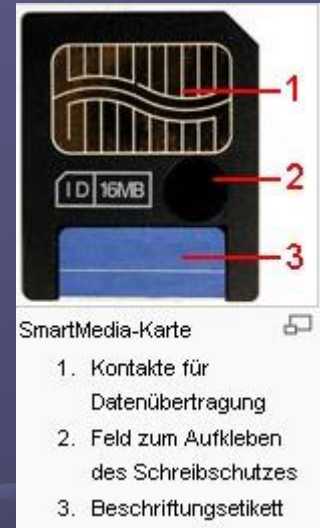 1
ID 16MB
2
3
SmartMedia-Karte
1. Kontakte für
Datenübertragung
2. Feld zum Aufkleben
des Schreibschutzes
3. Beschriftungsetikett